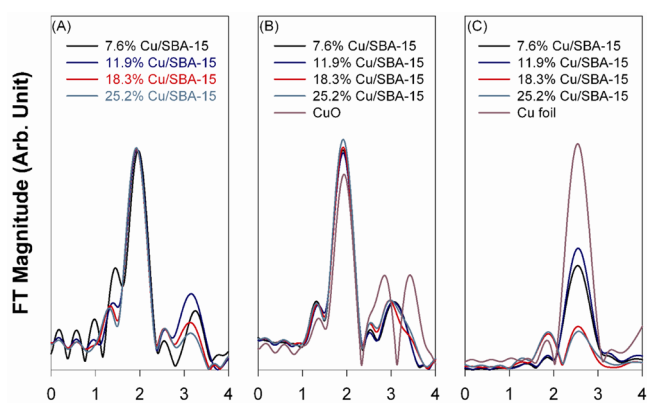 FT Magnitude (Arb. Unit)
(A)
7.6% Cu/SBA-15
11.9% Cu/SBA-15
18.3% Cu/SBA-15
25.2% Cu/SBA-15
0 1 2 3 4
(B)
7.6% Cu/SBA-15
11.9% Cu/SBA-15
18.3% Cu/SBA-15
25.2% Cu/SBA-15
CuO
0 1 2 3 4
(C)
7.6% Cu/SBA-15
11.9% Cu/SBA-15
18.3% Cu/SBA-15
25.2% Cu/SBA-15
Cu foil
0 1 2 3 4